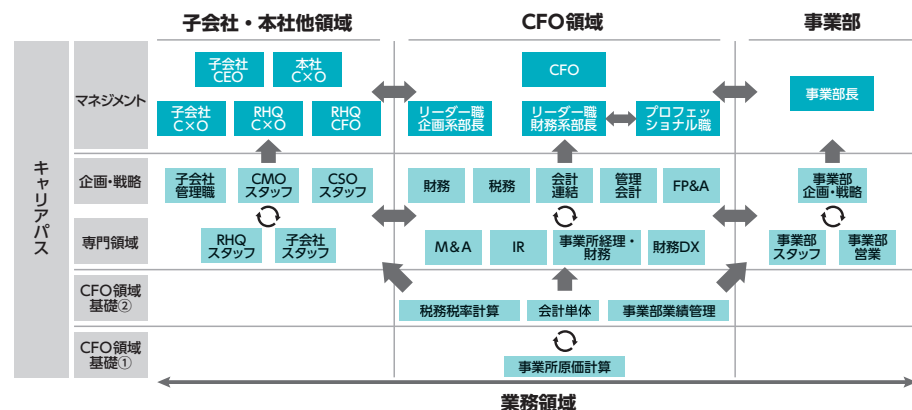 子会社・本社他領域
CFO領域
事業部
キャリアパス
マネジメント
子会社
CEO
本社
C×O
子会社
C×O
RHQ
C×O
RHQ
CFO
CFO
リーダー職
企画系部長
リーダー職
財務系部長
プロフェッ
ショナル職
事業部長
企画・戦略
子会社
管理職
CMO
スタッフ
CSO
スタッフ
財務
税務
会計
連結
管理
会計
FP&A
事業部
企画・戦略
専門領域
RHQ
スタッフ
子会社
スタッフ
M&A
IR
事業所経理・
財務
財務DX
事業部
スタッフ
事業部
営業
CFO領域
基礎②
税務税率計算
会計単体
事業部業績管理
CFO領域
基礎①
事業所原価計算
業務領域